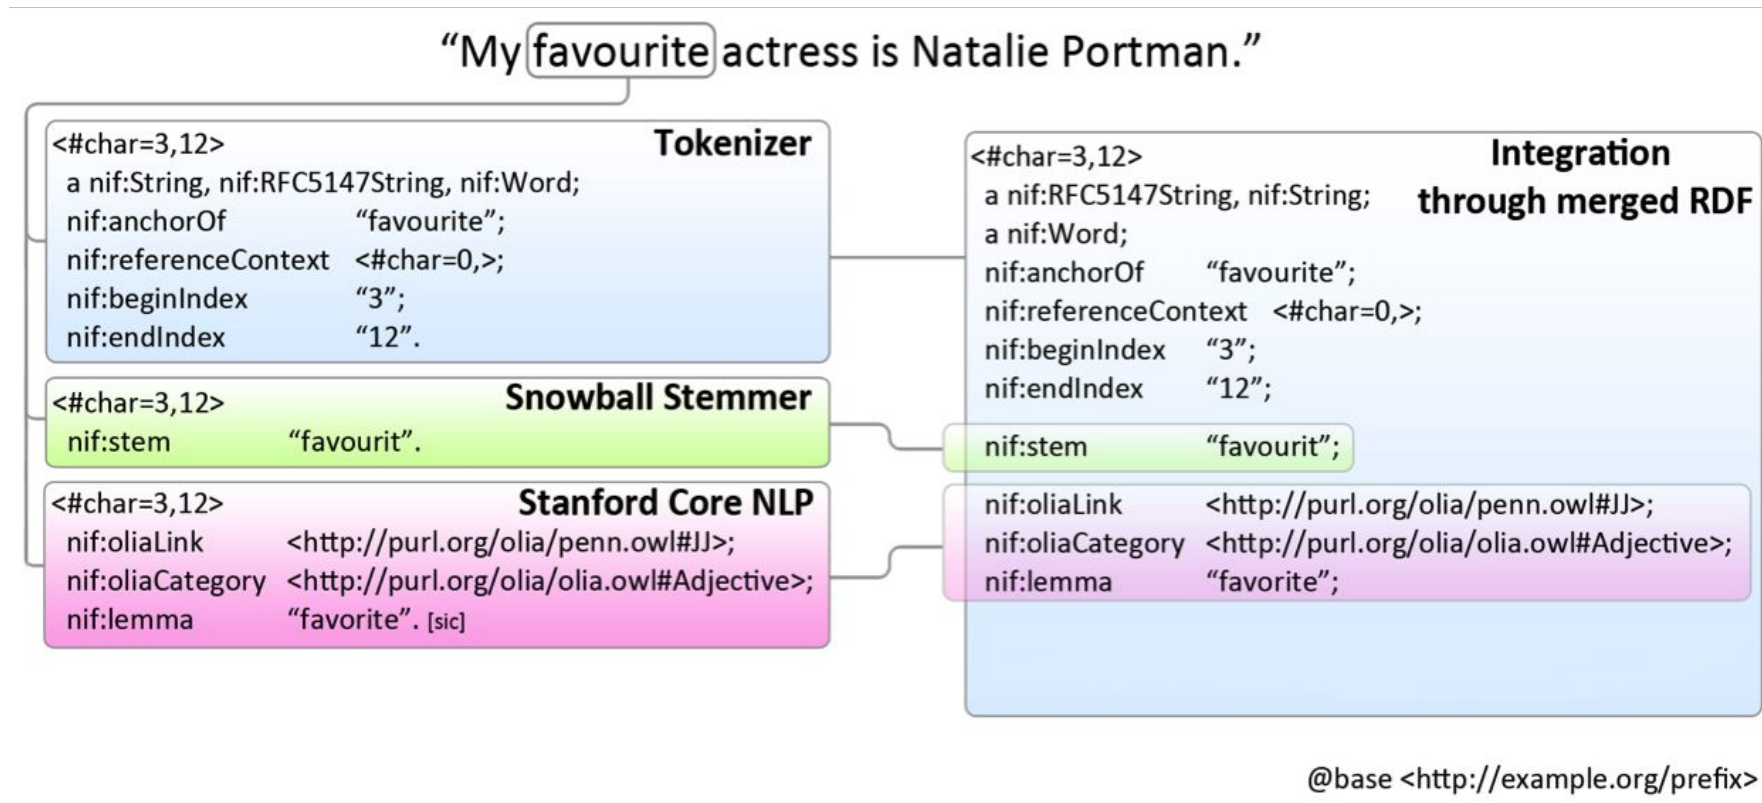 “My favourite actress is Natalie Portman.”
Tokenizer
<#char=3,12>
a nif:String, nif:RFC5147String, nif:Word;
nif:anchorOf “favourite”;
nif:referenceContext <#char=0,>;
nif:beginIndex “3”;
nif:endIndex “12”.
Snowball Stemmer
<#char=3,12>
nif:stem “favourit”.
Stanford Core NLP
<#char=3,12>
nif:oliaLink <http://purl.org/olia/penn.owl#JJ>;
nif:oliaCategory <http://purl.org/olia/olia.owl#Adjective>;
nif:lemma “favorite”. [sic]
Integration
through merged RDF
<#char=3,12>
a nif:RFC5147String, nif:String;
a nif:Word;
nif:anchorOf “favourite”;
nif:referenceContext <#char=0,>;
nif:beginIndex “3”;
nif:endIndex “12”;
nif:stem “favourit”;
nif:oliaLink <http://purl.org/olia/penn.owl#JJ>;
nif:oliaCategory <http://purl.org/olia/olia.owl#Adjective>;
nif:lemma “favorite”;
@base <http://example.org/prefix>